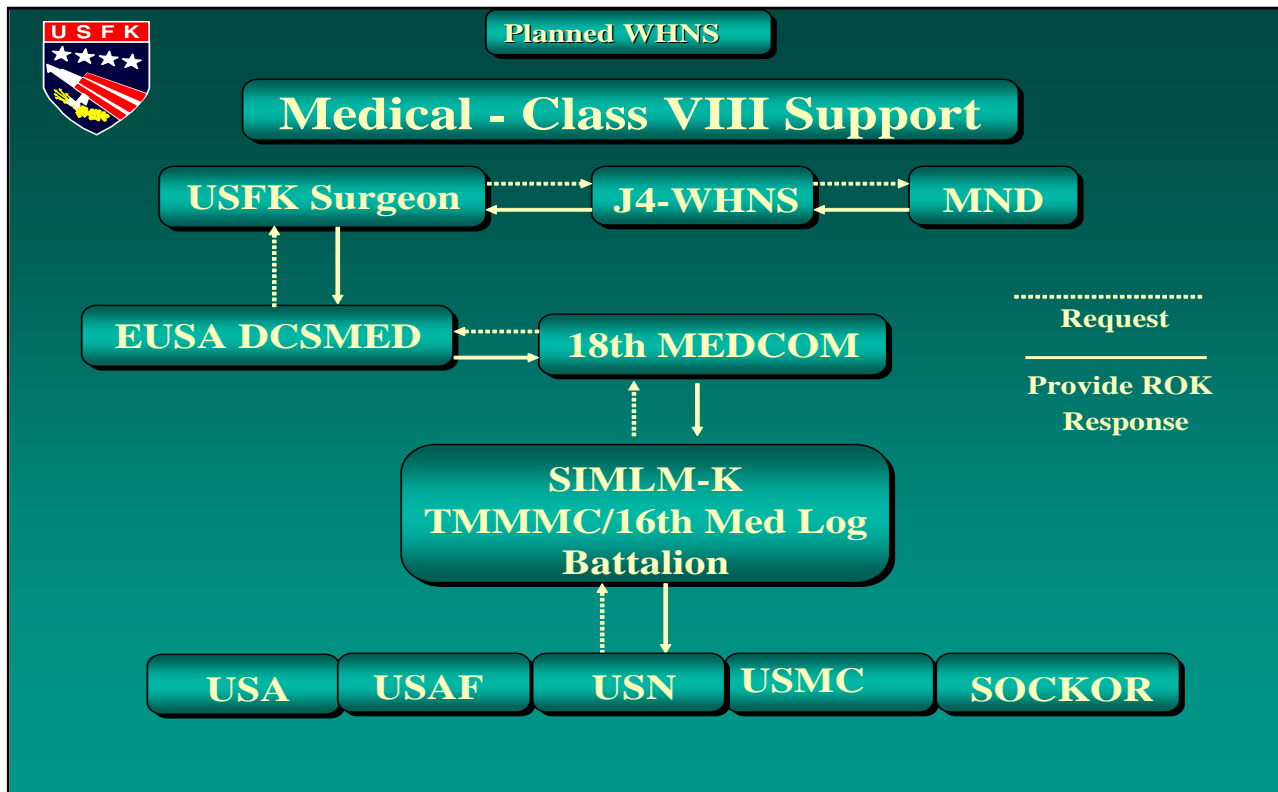 USFK
Planned WHNS
Medical - Class VIII Support
USFK Surgeon
J4-WHNS
MND
EUSA DCSMED
18th MEDCOM
Request
Provide ROK
Response
SIMLM-K
TMMMC/16th Med Log
Battalion
USA
USAF
USN
USMC
SOCKOR